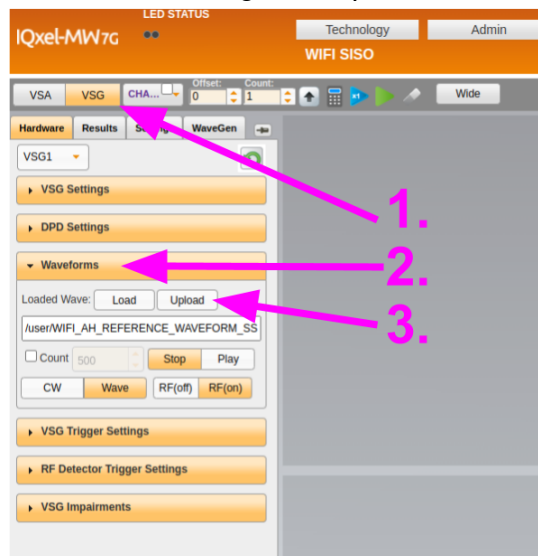 LED STATUS
IQxel-MW7G
Technology
Admin
WIFI SISO
VSA
VSG
CHA...
Offset:
0
Count:
1
x1
Wide
Hardware
Results
WaveGen
VSG1
VSG Settings
DPD Settings
1.
Waveforms
2.
Loaded Wave:
Load
Upload
3.
/user/WIFI_AH_REFERENCE_WAVEFORM_SS
Count
500
Stop
Play
CW
Wave
RF(off)
RF(on)
VSG Trigger Settings
RF Detector Trigger Settings
VSG Impairments